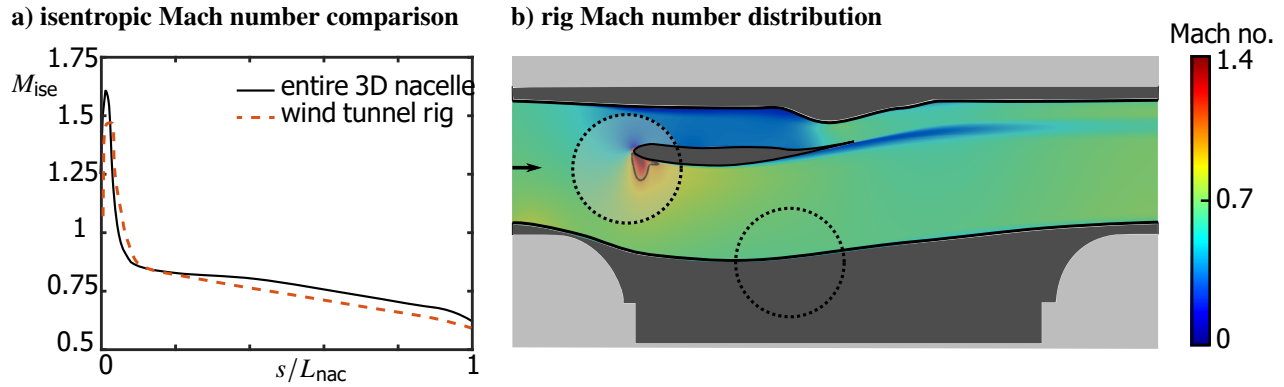 a) isentropic Mach number comparison
1.75
M_ise
1.5
1.25
1
0.75
0.5
0
1
s/L_nac
entire 3D nacelle
wind tunnel rig
b) rig Mach number distribution
Mach no.
1.4
0.7
0